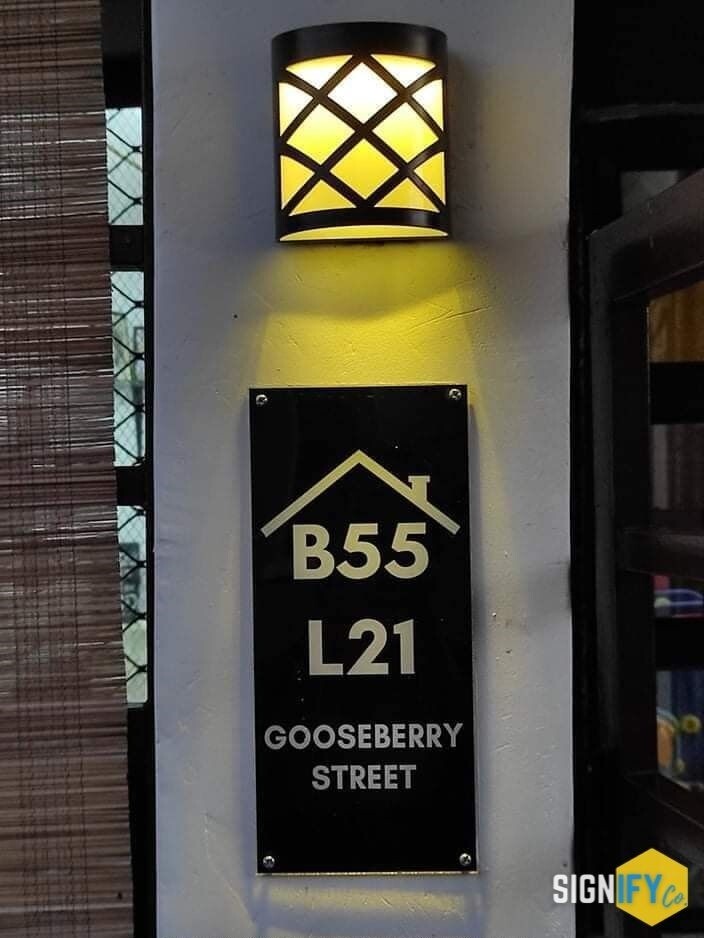 B55
L21
GOOSEBERRY
STREET
SIGNIFY Co.